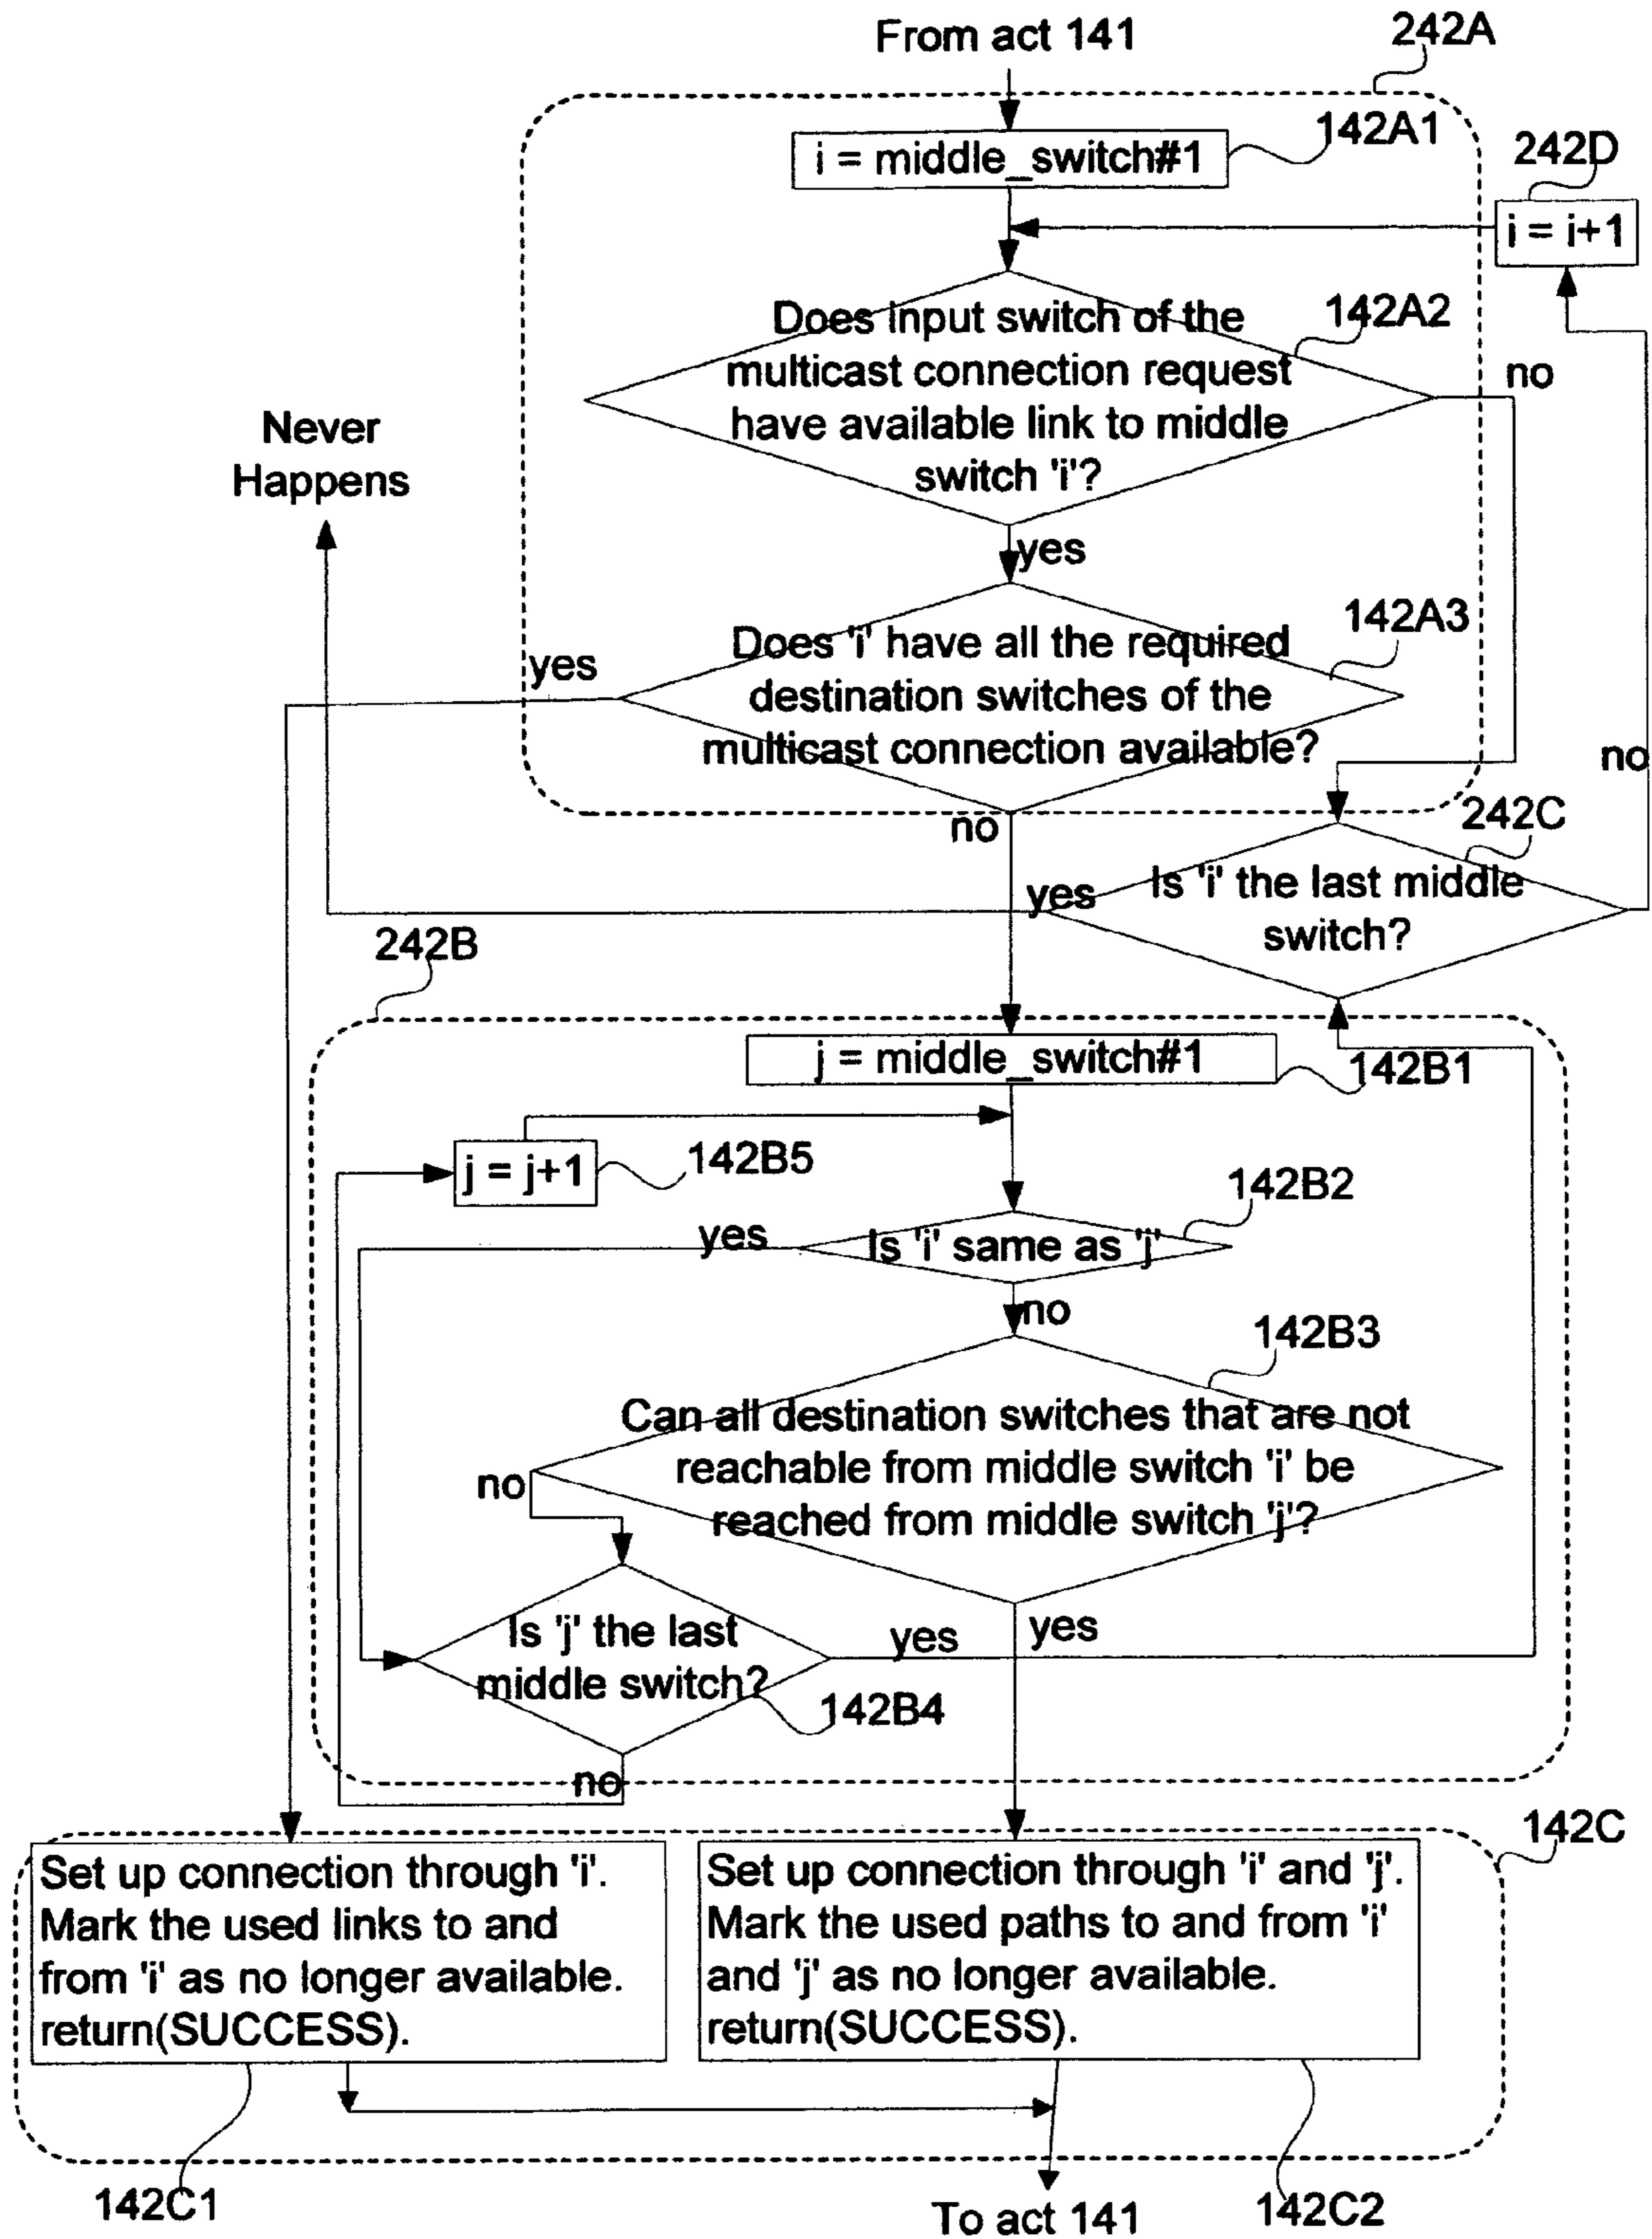 From act 141
242A
i = middle_switch#1
142A1
242D
i = i+1
Does input switch of the
multicast connection request
have available link to middle
switch 'i'?
142A2
no
Never
Happens
yes
Does 'i' have all the required
destination switches of the
multicast connection available?
142A3
yes
no
no
242C
Is 'i' the last middle
switch?
yes
242B
j = middle_switch#1
142B1
j = j+1
142B5
142B2
Is 'i' same as 'j'
yes
no
142B3
Can all destination switches that are not
reachable from middle switch 'i' be
reached from middle switch 'j'?
no
yes
Is 'j' the last
middle switch?
yes
142B4
no
142C
Set up connection through 'i'.
Mark the used links to and
from 'i' as no longer available.
return(SUCCESS).
Set up connection through 'i' and 'j'.
Mark the used paths to and from 'i'
and 'j' as no longer available.
return(SUCCESS).
142C1
To act 141
142C2